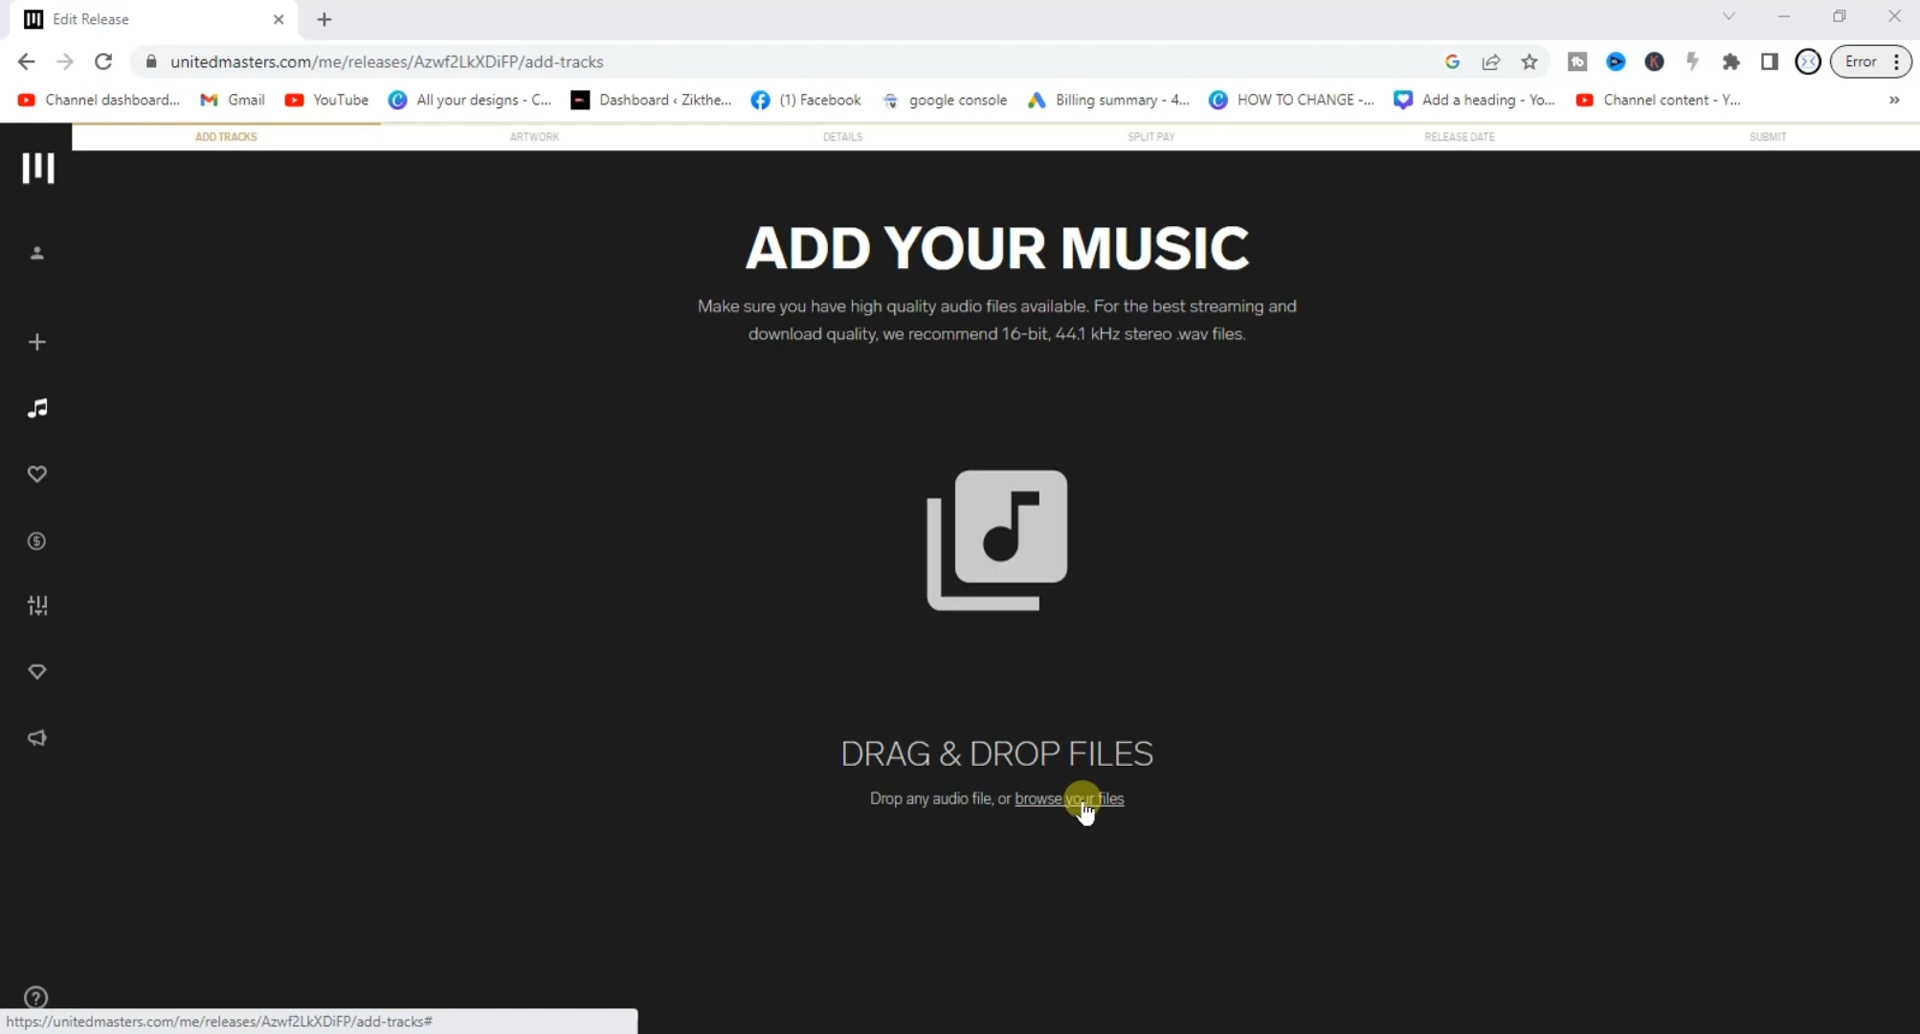 Edit Release
unitedmasters.com/me/releases/Azwf2LkXDiFP/add-tracks
Error
Channel dashboard...
Gmail
YouTube
All your designs - C...
Dashboard ‹ Zikthe...
(1) Facebook
google console
Billing summary - 4...
HOW TO CHANGE -...
Add a heading - Yo...
Channel content - Y...
»
ADD TRACKS
ARTWORK
DETAILS
SPLIT PAY
RELEASE DATE
SUBMIT
ADD YOUR MUSIC
Make sure you have high quality audio files available. For the best streaming and
download quality, we recommend 16-bit, 44.1 kHz stereo .wav files.
DRAG & DROP FILES
Drop any audio file, or browse your files
https://unitedmasters.com/me/releases/Azwf2LkXDiFP/add-tracks#